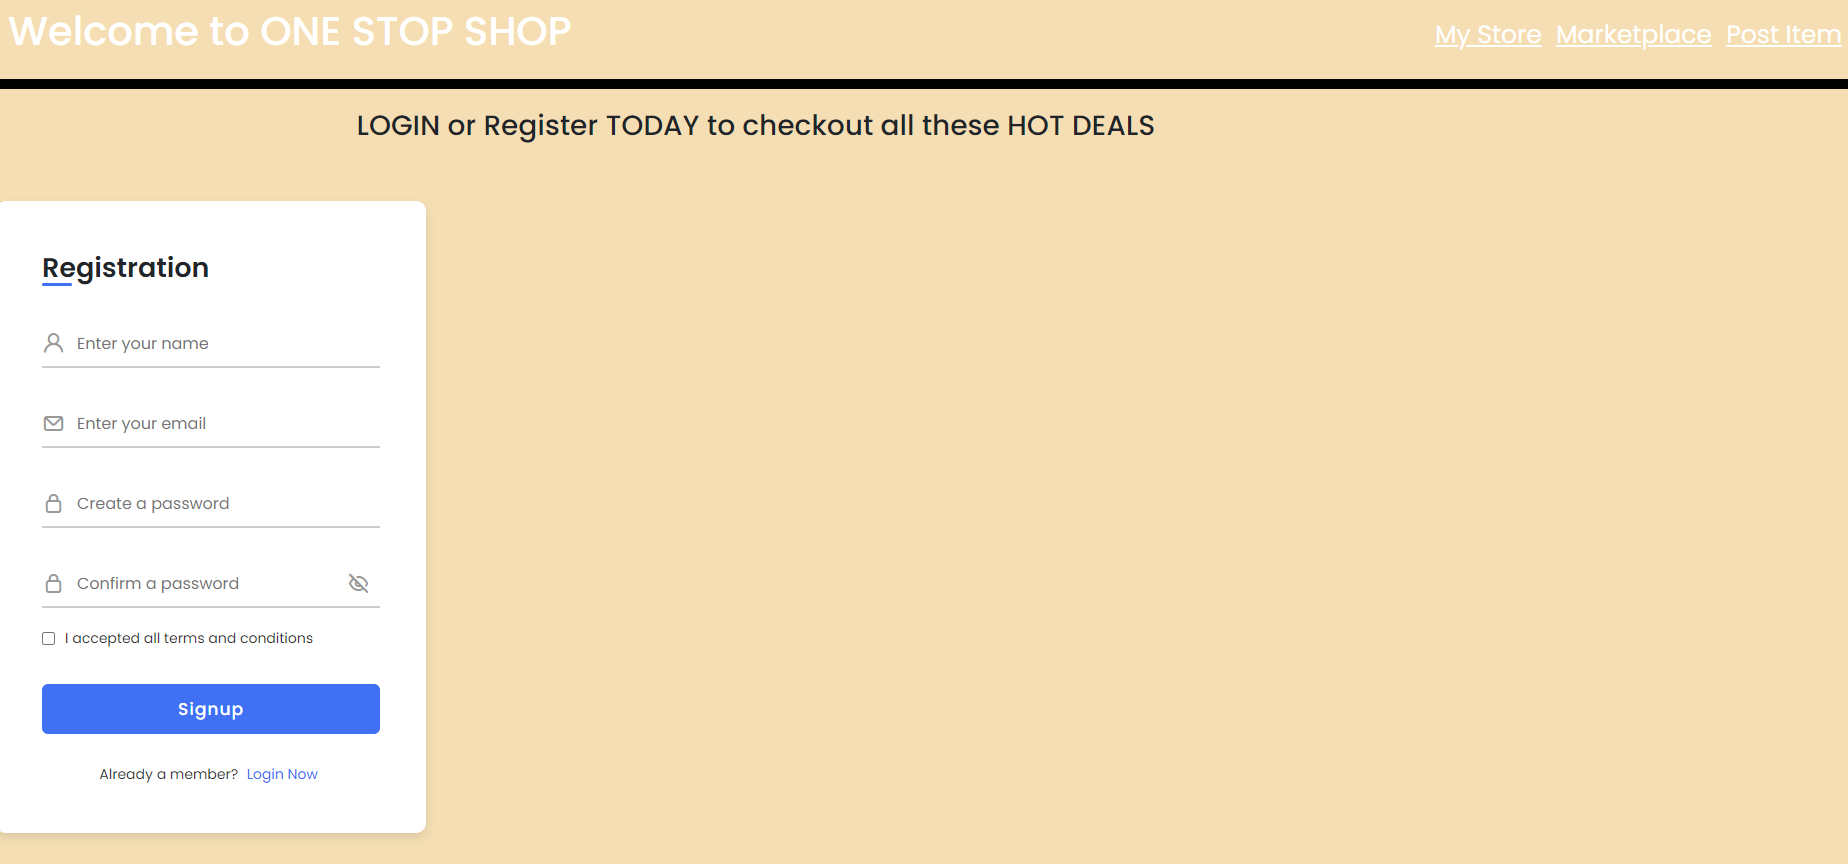 Welcome to ONE STOP SHOP
My Store Marketplace Post Item
LOGIN or Register TODAY to checkout all these HOT DEALS
Registration
Enter your name
Enter your email
Create a password
Confirm a password
I accepted all terms and conditions
Signup
Already a member? Login Now